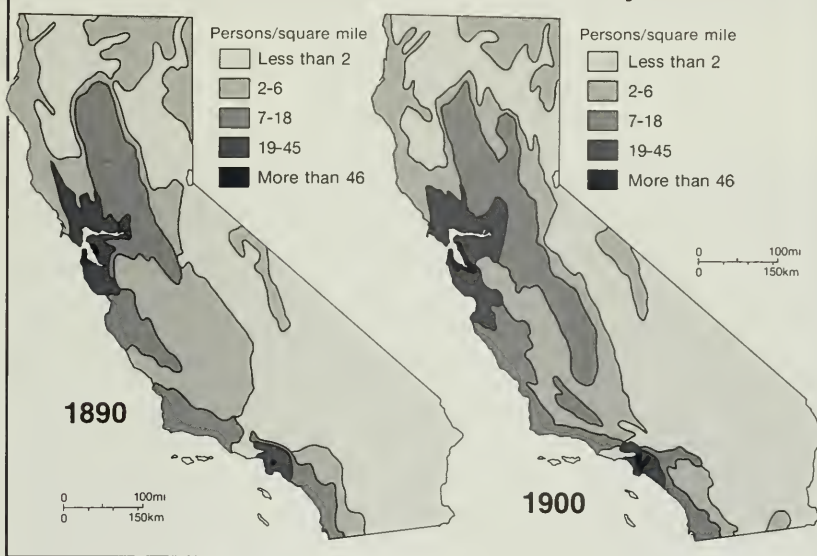 Persons/square mile
Less than 2
2-6
7-18
19-45
More than 46
1890
0 100mi
0 150km
Persons/square mile
Less than 2
2-6
7-18
19-45
More than 46
0 100mi
0 150km
1900